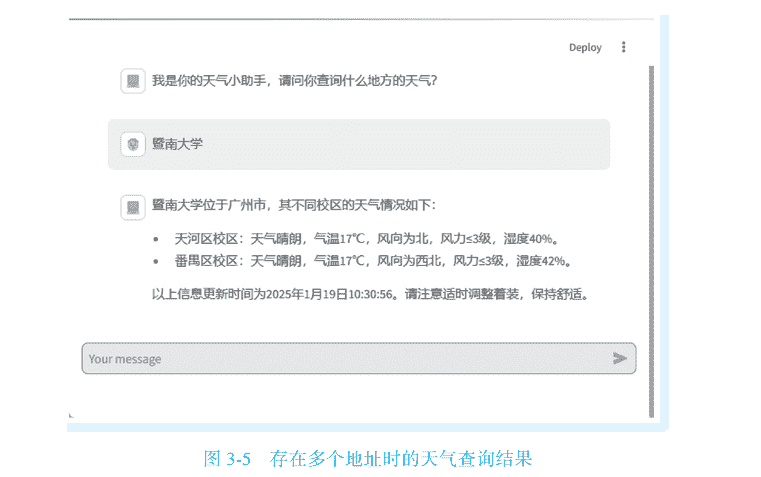 Deploy
我是你的天气小助手，请问你查询什么地方的天气？
暨南大学
暨南大学位于广州市，其不同校区的天气情况如下：
• 天河区校区：天气晴朗，气温17℃，风向为北，风力≤3级，湿度40%。
• 番禺区校区：天气晴朗，气温17℃，风向为西北，风力≤3级，湿度42%。
以上信息更新时间为2025年1月19日10:30:56。请注意适时调整着装，保持舒适。
Your message
图 3-5 存在多个地址时的天气查询结果